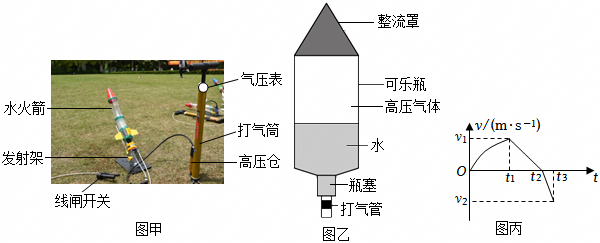 水火箭
发射架
线闸开关
气压表
打气筒
高压仓
图甲
整流罩
可乐瓶
高压气体
水
瓶塞
打气管
图乙
v/(m·s⁻¹)
v₁
O
t₁
t₂
t₃
t
v₂
图丙